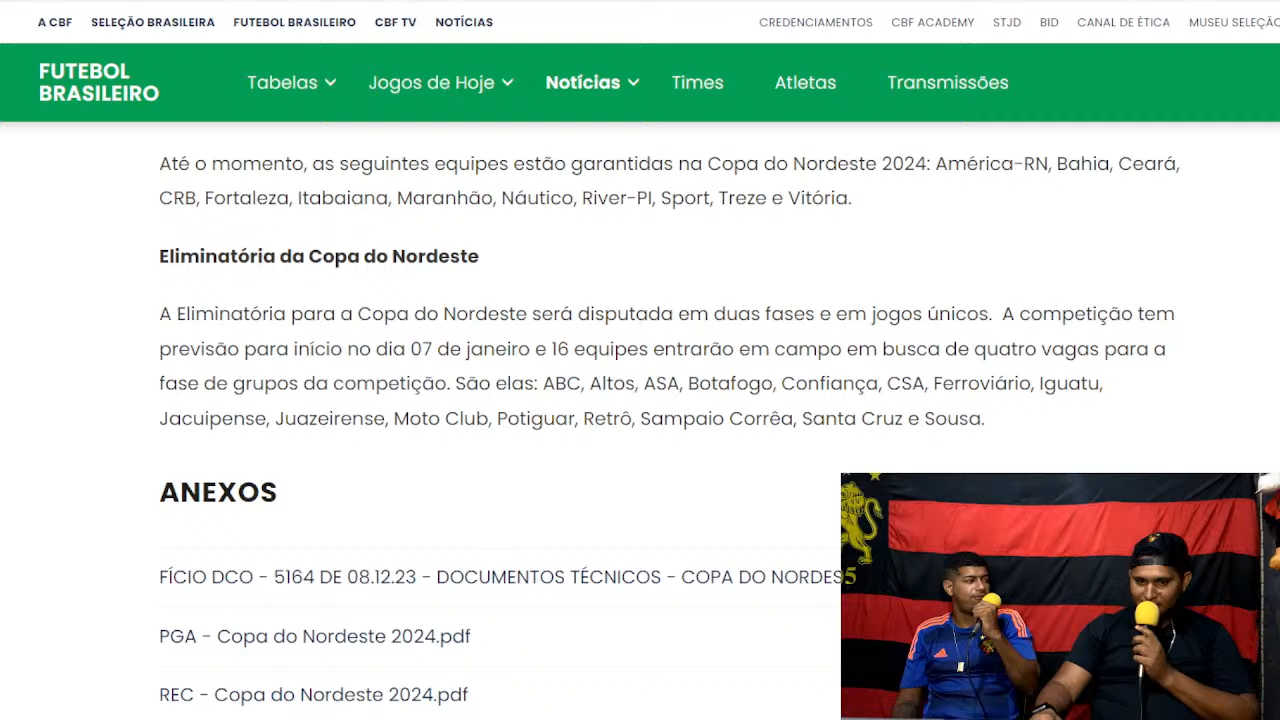 A CBF SELEÇÃO BRASILEIRA FUTEBOL BRASILEIRO CBF TV NOTÍCIAS CREDENCIAMENTOS CBF ACADEMY STJD BID CANAL DE ÉTICA MUSEU SELEÇÃO
FUTEBOL
BRASILEIRO
Tabelas Jogos de Hoje Notícias Times Atletas Transmissões
Até o momento, as seguintes equipes estão garantidas na Copa do Nordeste 2024: América-RN, Bahia, Ceará,
CRB, Fortaleza, Itabaiana, Maranhão, Náutico, River-PI, Sport, Treze e Vitória.
Eliminatória da Copa do Nordeste
A Eliminatória para a Copa do Nordeste será disputada em duas fases e em jogos únicos. A competição tem
previsão para início no dia 07 de janeiro e 16 equipes entrarão em campo em busca de quatro vagas para a
fase de grupos da competição. São elas: ABC, Altos, ASA, Botafogo, Confiança, CSA, Ferroviário, Iguatu,
Jacuipense, Juazeirense, Moto Club, Potiguar, Retrô, Sampaio Corrêa, Santa Cruz e Sousa.
ANEXOS
FÍCIO DCO - 5164 DE 08.12.23 - DOCUMENTOS TÉCNICOS - COPA DO NORDES
PGA - Copa do Nordeste 2024.pdf
REC - Copa do Nordeste 2024.pdf